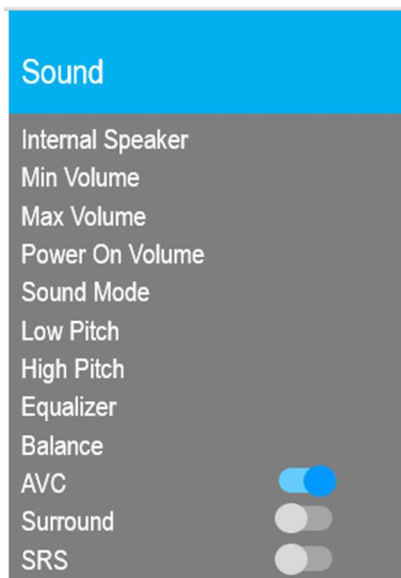 Sound
Internal Speaker
Min Volume
Max Volume
Power On Volume
Sound Mode
Low Pitch
High Pitch
Equalizer
Balance
AVC
Surround
SRS